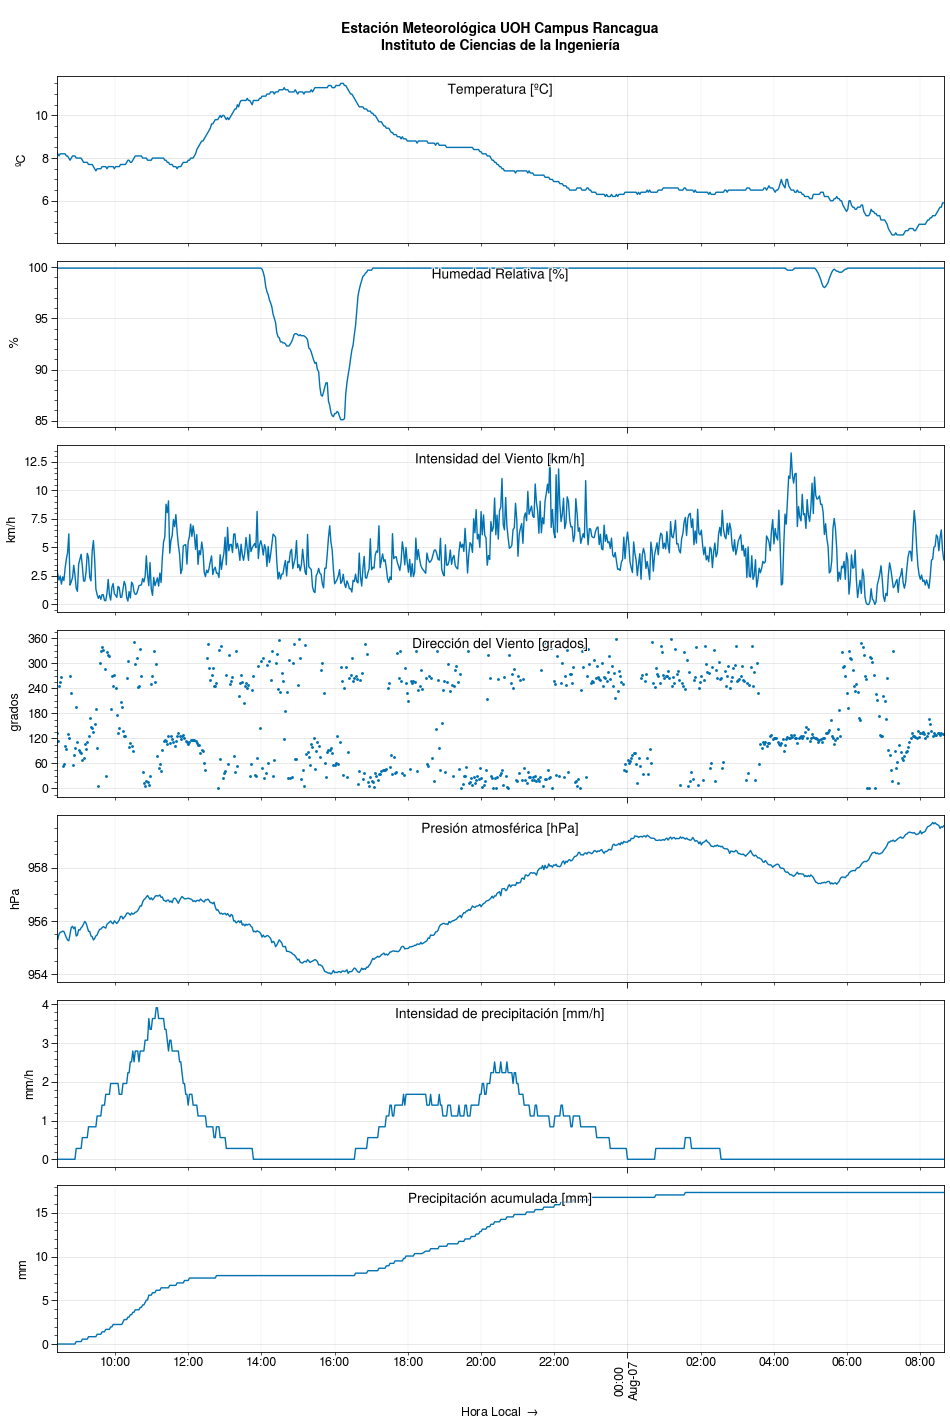 Estación Meteorológica UOH Campus Rancagua
Instituto de Ciencias de la Ingeniería
Temperatura [ºC]
ºC
10
8
6
Humedad Relativa [%]
%
100
95
90
85
Intensidad del Viento [km/h]
km/h
12.5
10
7.5
5
2.5
0
Dirección del Viento [grados]
grados
360
300
240
180
120
60
0
Presión atmosférica [hPa]
hPa
958
956
954
Intensidad de precipitación [mm/h]
mm/h
4
3
2
1
0
Precipitación acumulada [mm]
mm
15
10
5
0
10:00 12:00 14:00 16:00 18:00 20:00 22:00 00:00 02:00 04:00 06:00 08:00
Aug-07
Hora Local →